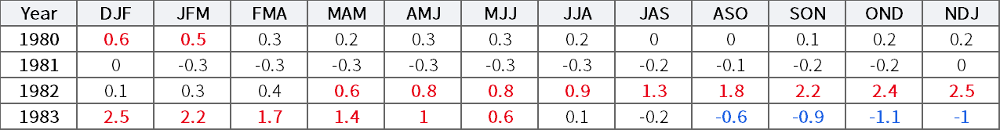 Year DJF JFM FMA MAM AMJ MJJ JJA JAS ASO SON OND NDJ
1980 0.6 0.5 0.3 0.2 0.3 0.3 0.2 0 0 0.1 0.2 0.2
1981 0 -0.3 -0.3 -0.3 -0.3 -0.3 -0.3 -0.2 -0.1 -0.2 -0.2 0
1982 0.1 0.3 0.4 0.6 0.8 0.8 0.9 1.3 1.8 2.2 2.4 2.5
1983 2.5 2.2 1.7 1.4 1 0.6 0.1 -0.2 -0.6 -0.9 -1.1 -1